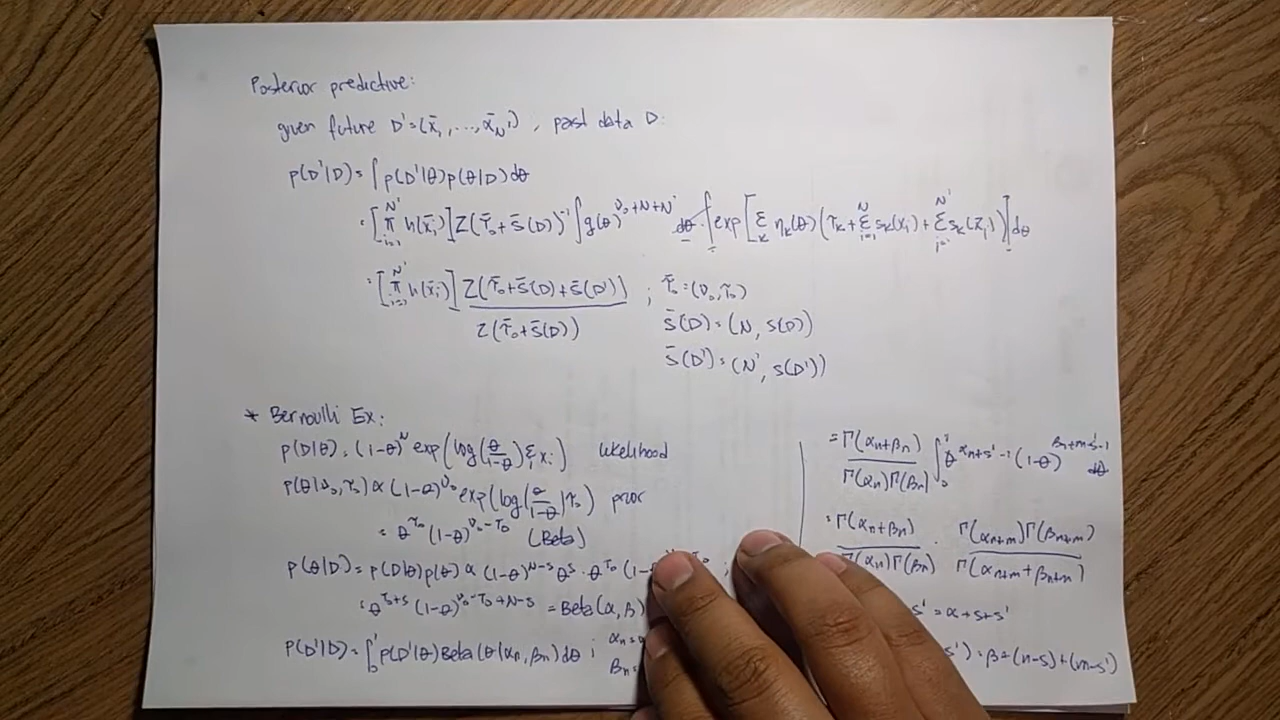 Posterior predictive:
given future D'=(x̄₁,...,x̄_N'), past data D:
p(D'|D) = ∫p(D'|θ)p(θ|D)dθ
= [∏_{i=1}^{N'} h(x̄ᵢ)] Z(τ̄₀+s̄(D))⁻¹ ∫g(θ)^{ν₀+N+N'} dθ · ∫exp[Σ_k η_k(θ)(τ_k + Σ_{i=1}^{N} s_k(xᵢ) + Σ_{j=1}^{N'} s_k(x̄ᵢ))]dθ
= [∏_{i=1}^{N'} h(x̄ᵢ)] Z(τ̄₀+s̄(D)+s̄(D')) / Z(τ̄₀+s̄(D)) ; τ̄₀=(ν₀,τ₀)
s̄(D) = (N, s(D))
s̄(D') = (N', s(D'))
* Bernoulli Ex:
p(D|θ) = (1-θ)^N exp(log(θ/(1-θ))Σᵢxᵢ) likelihood
p(θ|ν₀,τ₀) ∝ (1-θ)^{ν₀} exp(log(θ/(1-θ))τ₀) prior
= θ^{τ₀} (1-θ)^{ν₀-τ₀} (Beta)
p(θ|D) = p(D|θ)p(θ) ∝ (1-θ)^{N-s} θ^s · θ^{τ₀} (1-
= θ^{τ₀+s} (1-θ)^{ν₀-τ₀+N-s} = Beta(α,β)
p(D'|D) = ∫₀¹ p(D'|θ)Beta(θ|αₙ,βₙ)dθ ; αₙ=
βₙ=
= Γ(αₙ+βₙ) / Γ(αₙ)Γ(βₙ) ∫₀¹ θ^{αₙ+s'-1} (1-θ)^{βₙ+m-s'-1} dθ
= Γ(αₙ+βₙ) / Γ(αₙ)Γ(βₙ) · Γ(αₙ₊ₘ)Γ(βₙ₊ₘ) / Γ(αₙ₊ₘ+βₙ₊ₘ)
s' = α+s+s'
s') = β+(n-s)+(m-s')